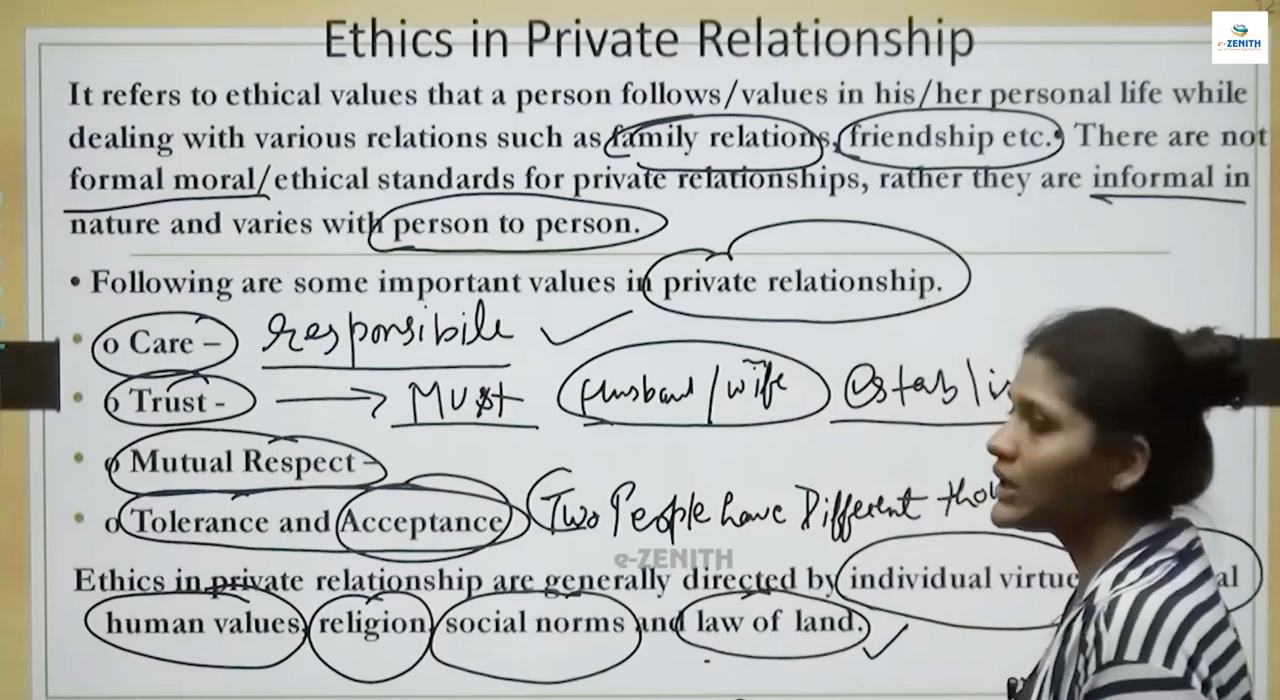 Ethics in Private Relationship
e-ZENITH
It refers to ethical values that a person follows/values in his/her personal life while
dealing with various relations such as family relations, friendship etc. There are not
formal moral/ethical standards for private relationships, rather they are informal in
nature and varies with person to person.
• Following are some important values in private relationship.
• o Care – Responsibile
• o Trust - → Must Husband/wife establi
• o Mutual Respect –
• o Tolerance and Acceptance Two People have Different tho
e-ZENITH
Ethics in private relationship are generally directed by individual virtue al
human values, religion, social norms and law of land.